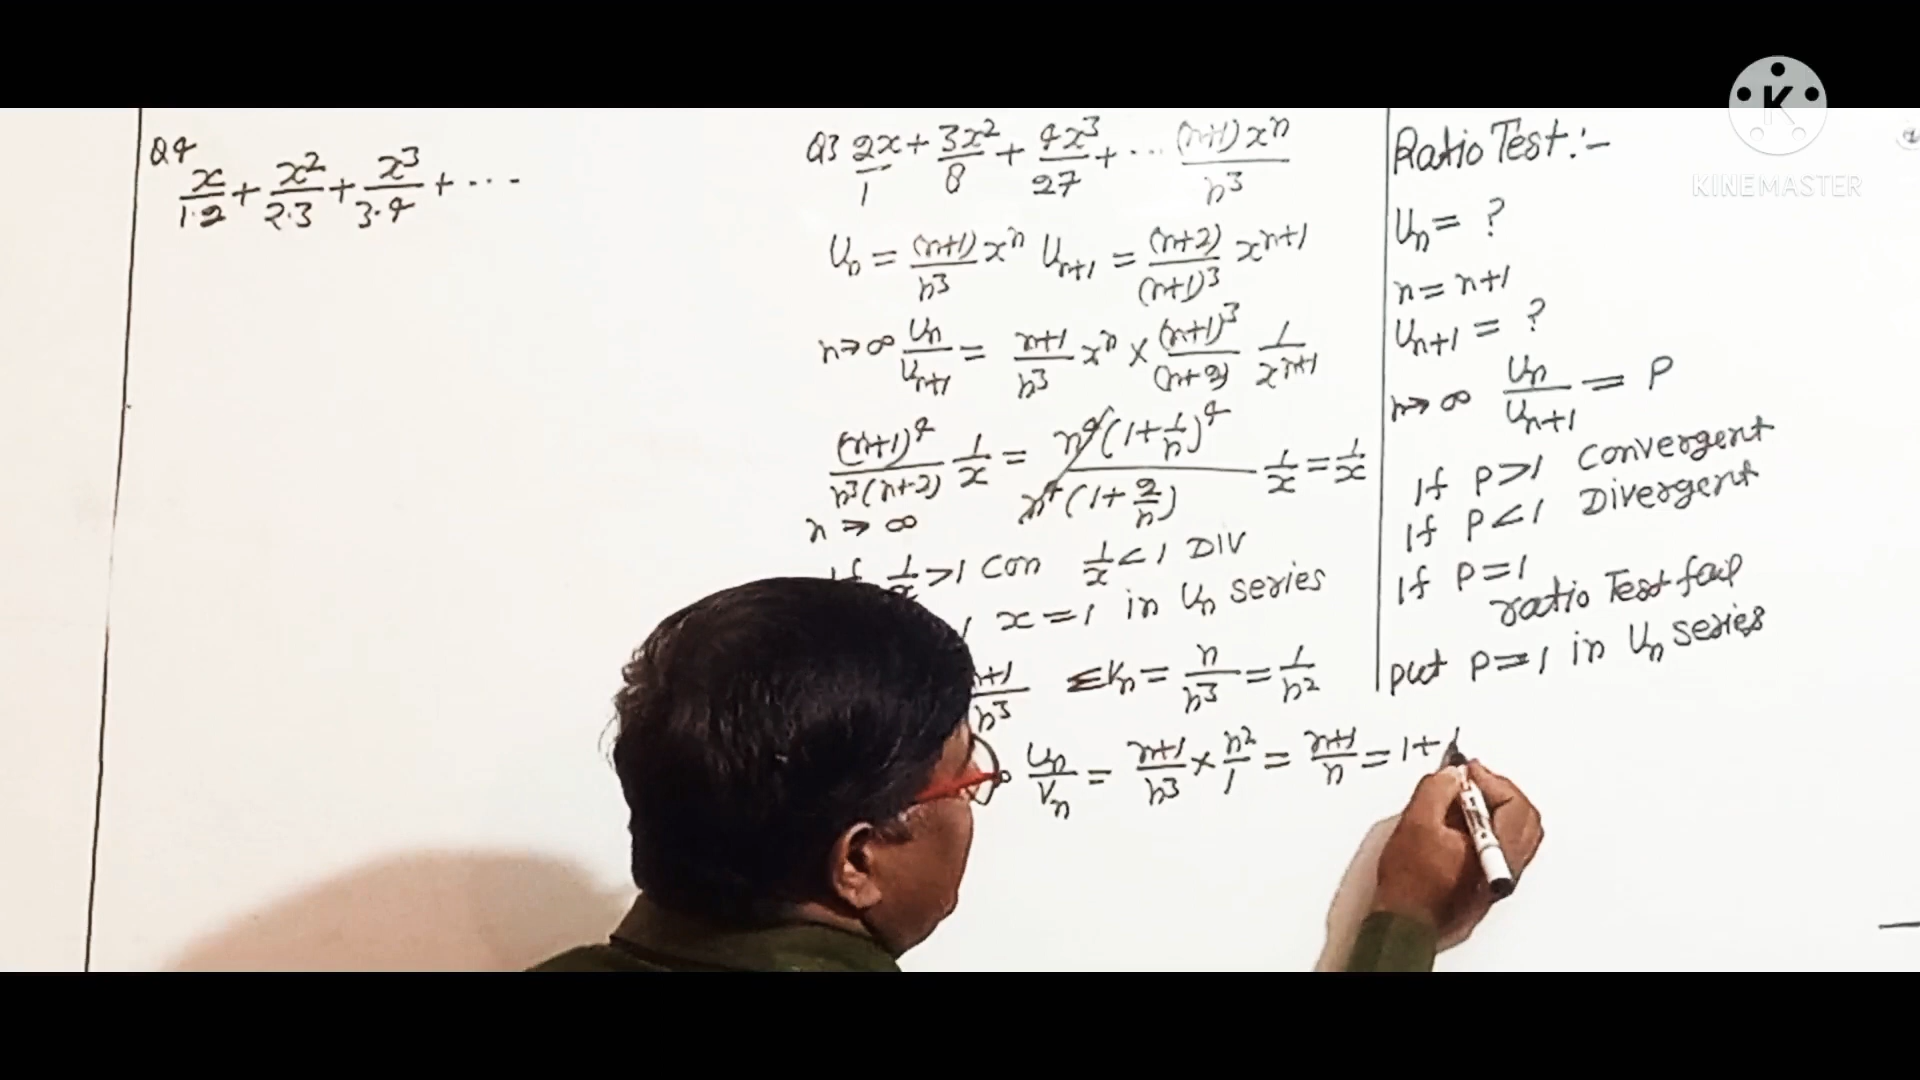 Q4
x/1·2 + x²/2·3 + x³/3·4 + ...
Q3 2x/1 + 3x²/8 + 4x³/27 + ... (n+1)xⁿ/n³
Uₙ = (n+1)/n³ xⁿ Uₙ₊₁ = (n+2)/(n+1)³ xⁿ⁺¹
n→∞ Uₙ/Uₙ₊₁ = n+1/n³ xⁿ × (n+1)³/(n+2) 1/xⁿ⁺¹
(n+1)⁴/n³(n+2) 1/x = n⁴(1+1/n)⁴/n⁴(1+2/n) 1/x = 1/x
n→∞
If 1/x >1 Con 1/x <1 DIV
x=1 in Uₙ series
n+1/n³ ΣVₙ = n/n³ = 1/n²
Uₙ/Vₙ = n+1/n³ × n²/1 = n+1/n = 1+
Ratio Test:-
Uₙ = ?
n = n+1
Uₙ₊₁ = ?
n→∞ Uₙ/Uₙ₊₁ = P
If P>1 Convergent
If P<1 Divergent
If P=1
ratio Test fail
put P=1 in Uₙ series
KINEMASTER